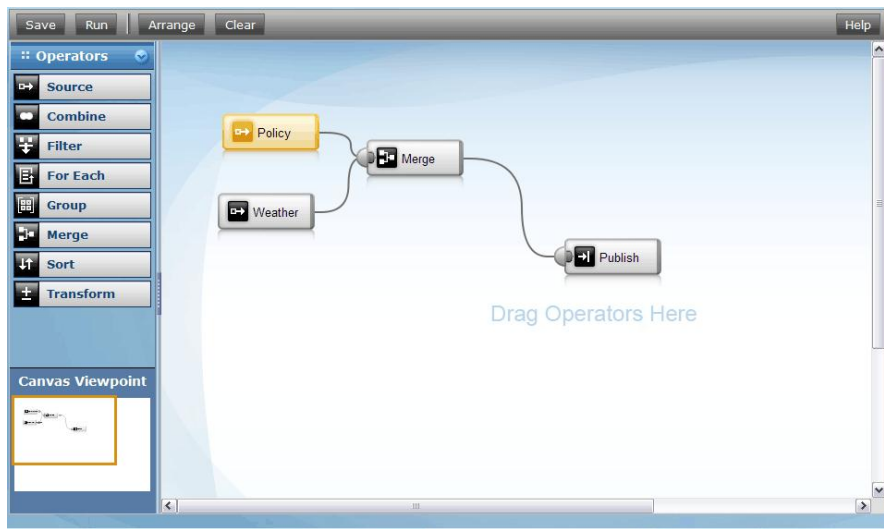 Save Run Arrange Clear Help
Operators
Source
Combine
Filter
For Each
Group
Merge
Sort
Transform
Canvas Viewpoint
Policy
Merge
Weather
Publish
Drag Operators Here